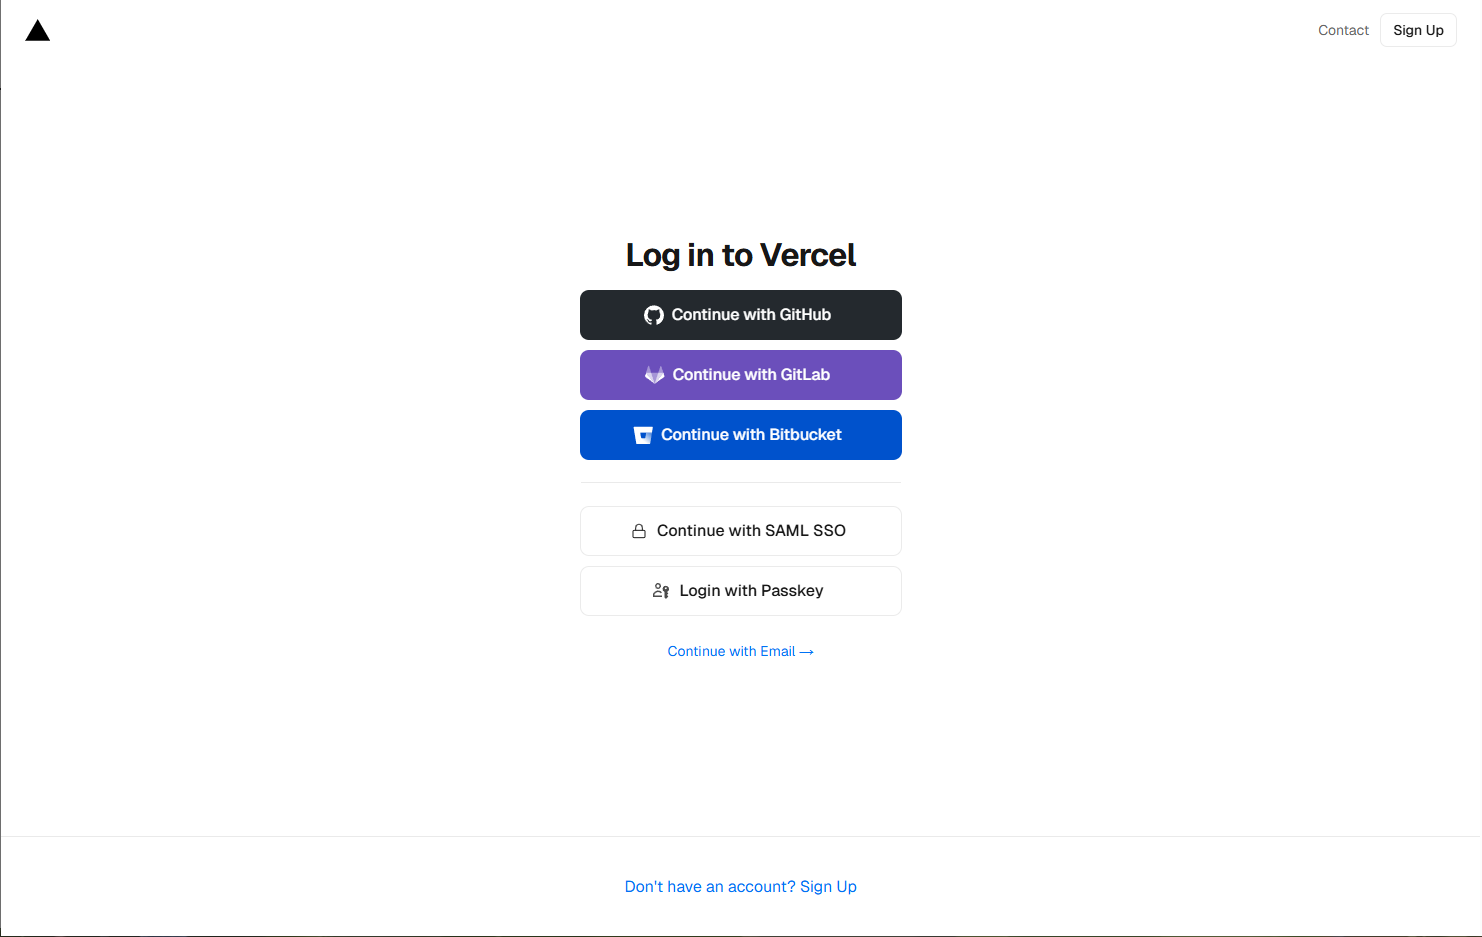 Contact
Sign Up
Log in to Vercel
Continue with GitHub
Continue with GitLab
Continue with Bitbucket
Continue with SAML SSO
Login with Passkey
Continue with Email →
Don't have an account? Sign Up